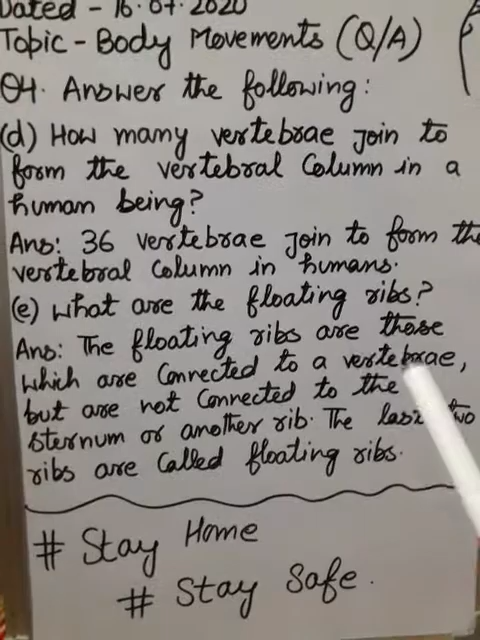 Dated - 16.07.2020
Topic - Body Movements (Q/A)
Q4. Answer the following:
(d) How many vertebrae join to
form the vertebral column in a
human being?
Ans: 36 vertebrae join to form the
vertebral column in humans.
(e) What are the floating ribs?
Ans: The floating ribs are those
which are connected to a vertebrae,
but are not connected to the
sternum or another rib. The last two
ribs are called floating ribs.
# Stay Home
# Stay Safe.